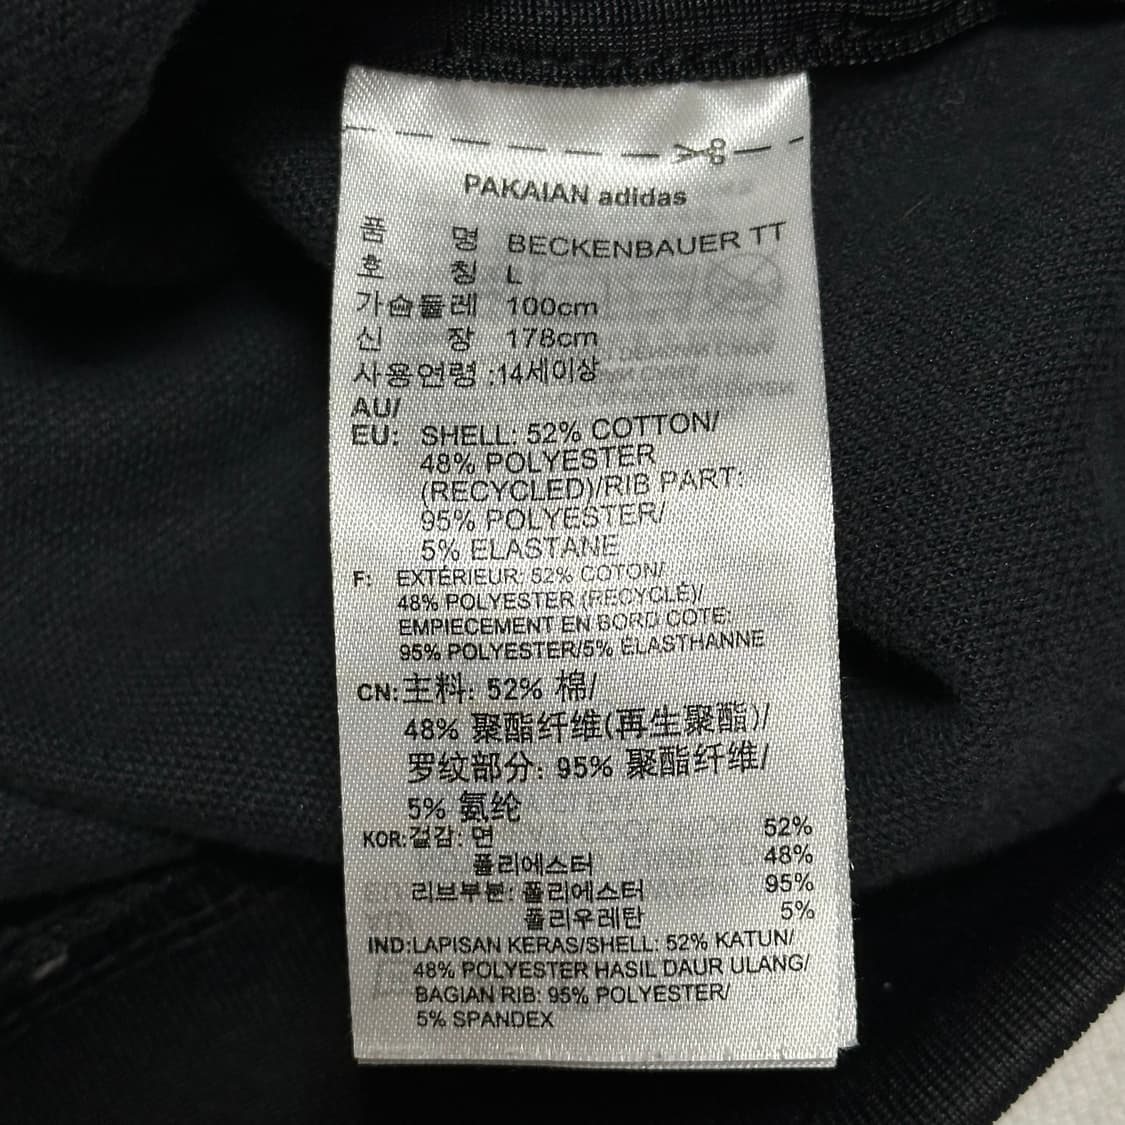 PAKAIAN adidas
품 명 BECKENBAUER TT
호 칭 L
가슴둘레 100cm
신 장 178cm
사용연령 :14세이상
AU/
EU: SHELL: 52% COTTON/
48% POLYESTER
(RECYCLED)/RIB PART:
95% POLYESTER/
5% ELASTANE
F: EXTÉRIEUR: 52% COTON/
48% POLYESTER (RECYCLÉ)/
EMPIECEMENT EN BORD COTE:
95% POLYESTER/5% ÉLASTHANNE
CN:主料: 52% 棉/
48% 聚酯纤维(再生聚酯)/
罗纹部分: 95% 聚酯纤维/
5% 氨纶
KOR:겉감: 면 52%
폴리에스터 48%
리브부분: 폴리에스터 95%
폴리우레탄 5%
IND:LAPISAN KERAS/SHELL: 52% KATUN/
48% POLYESTER HASIL DAUR ULANG/
BAGIAN RIB: 95% POLYESTER/
5% SPANDEX